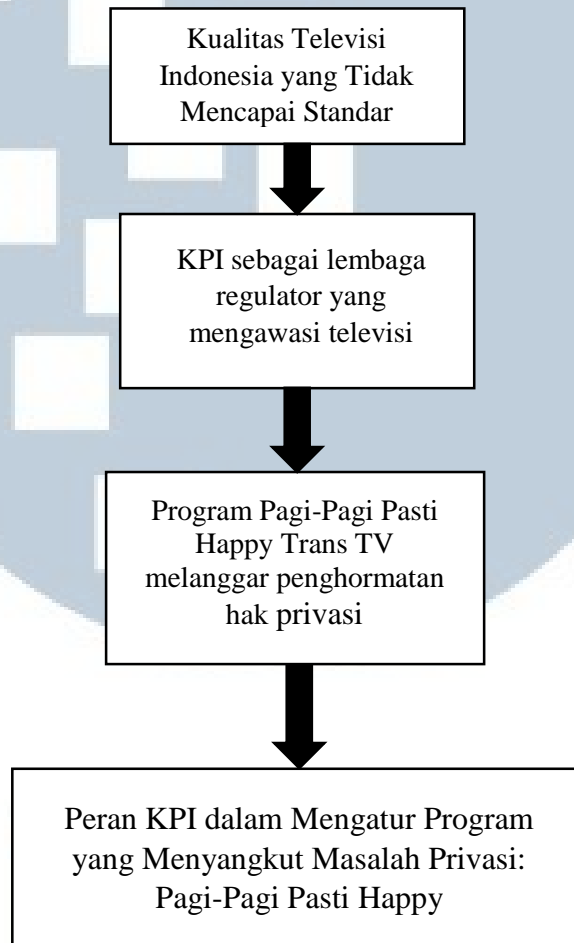 Kualitas Televisi
Indonesia yang Tidak
Mencapai Standar
KPI sebagai lembaga
regulator yang
mengawasi televisi
Program Pagi-Pagi Pasti
Happy Trans TV
melanggar penghormatan
hak privasi
Peran KPI dalam Mengatur Program
yang Menyangkut Masalah Privasi:
Pagi-Pagi Pasti Happy